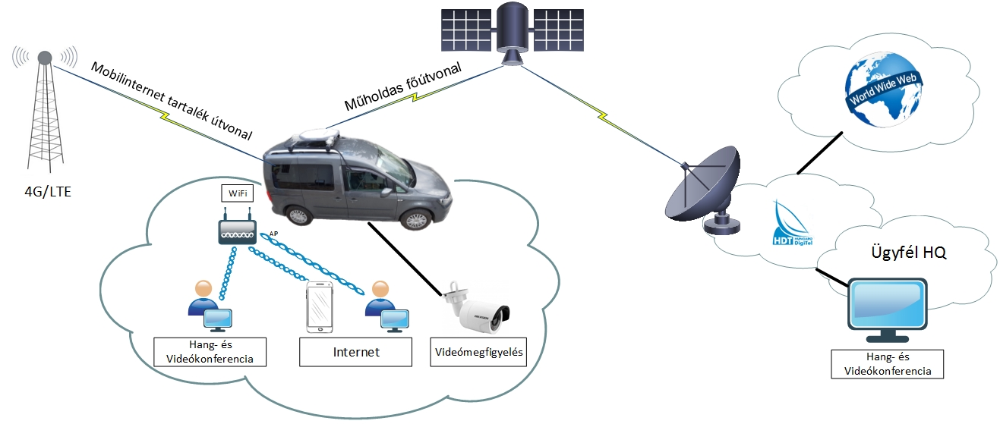 Mobilinternet tartalék útvonal
Műholdas főútvonal
World Wide Web
4G/LTE
WiFi
AP
HDT
HUNGARO
DigiTel
Ügyfél HQ
HIKVISION
Hang- és
Videókonferencia
Internet
Videómegfigyelés
Hang- és
Videókonferencia